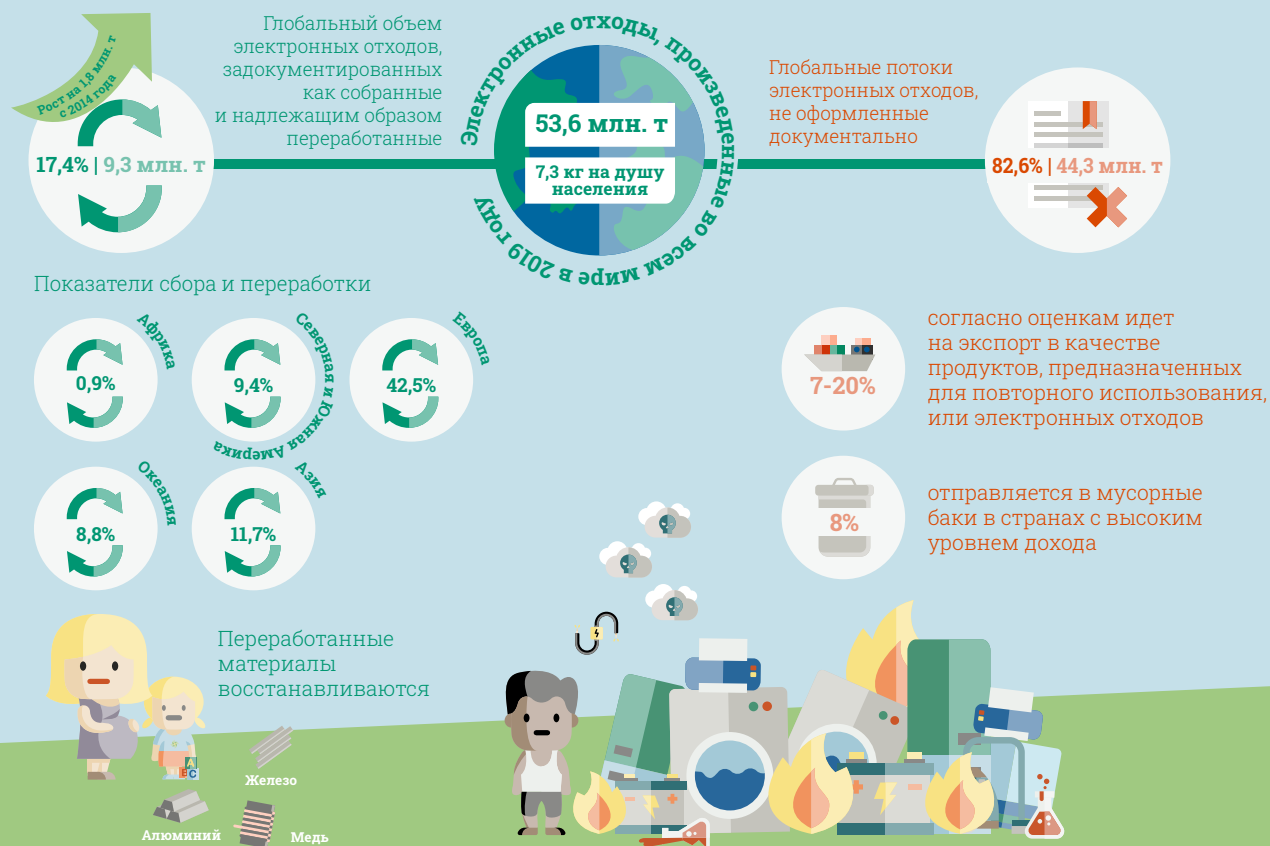 Рост на 1,8 млн. т
с 2014 года
17,4% | 9,3 млн. т
Глобальный объем
электронных отходов,
задокументированных
как собранные
и надлежащим образом
переработанные
Электронные отходы, произведенные во всем мире в 2019 году
53,6 млн. т
7,3 кг на душу
населения
Глобальные потоки
электронных отходов,
не оформленные
документально
82,6% | 44,3 млн. т
Показатели сбора и переработки
Африка
0,9%
Северная и Южная Америка
9,4%
Европа
42,5%
Океания
8,8%
Азия
11,7%
7-20%
согласно оценкам идет
на экспорт в качестве
продуктов, предназначенных
для повторного использования,
или электронных отходов
8%
отправляется в мусорные
баки в странах с высоким
уровнем дохода
Переработанные
материалы
восстанавливаются
Железо
Алюминий
Медь